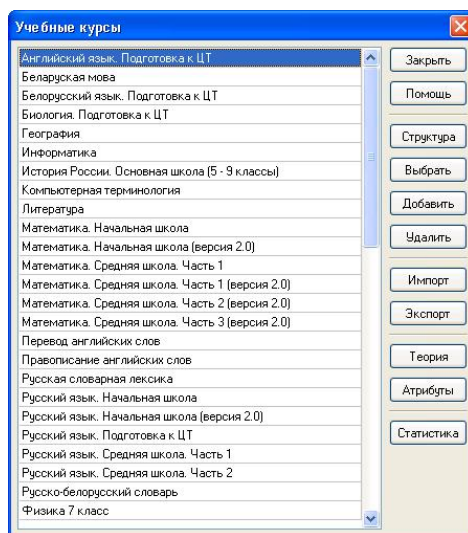 Учебные курсы
Английский язык. Подготовка к ЦТ
Беларуская мова
Белорусский язык. Подготовка к ЦТ
Биология. Подготовка к ЦТ
География
Информатика
История России. Основная школа (5 - 9 классы)
Компьютерная терминология
Литература
Математика. Начальная школа
Математика. Начальная школа (версия 2.0)
Математика. Средняя школа. Часть 1
Математика. Средняя школа. Часть 1 (версия 2.0)
Математика. Средняя школа. Часть 2 (версия 2.0)
Математика. Средняя школа. Часть 3 (версия 2.0)
Перевод английских слов
Правописание английских слов
Русская словарная лексика
Русский язык. Начальная школа
Русский язык. Начальная школа (версия 2.0)
Русский язык. Подготовка к ЦТ
Русский язык. Средняя школа. Часть 1
Русский язык. Средняя школа. Часть 2
Русско-белорусский словарь
Физика 7 класс
Закрыть
Помощь
Структура
Выбрать
Добавить
Удалить
Импорт
Экспорт
Теория
Атрибуты
Статистика